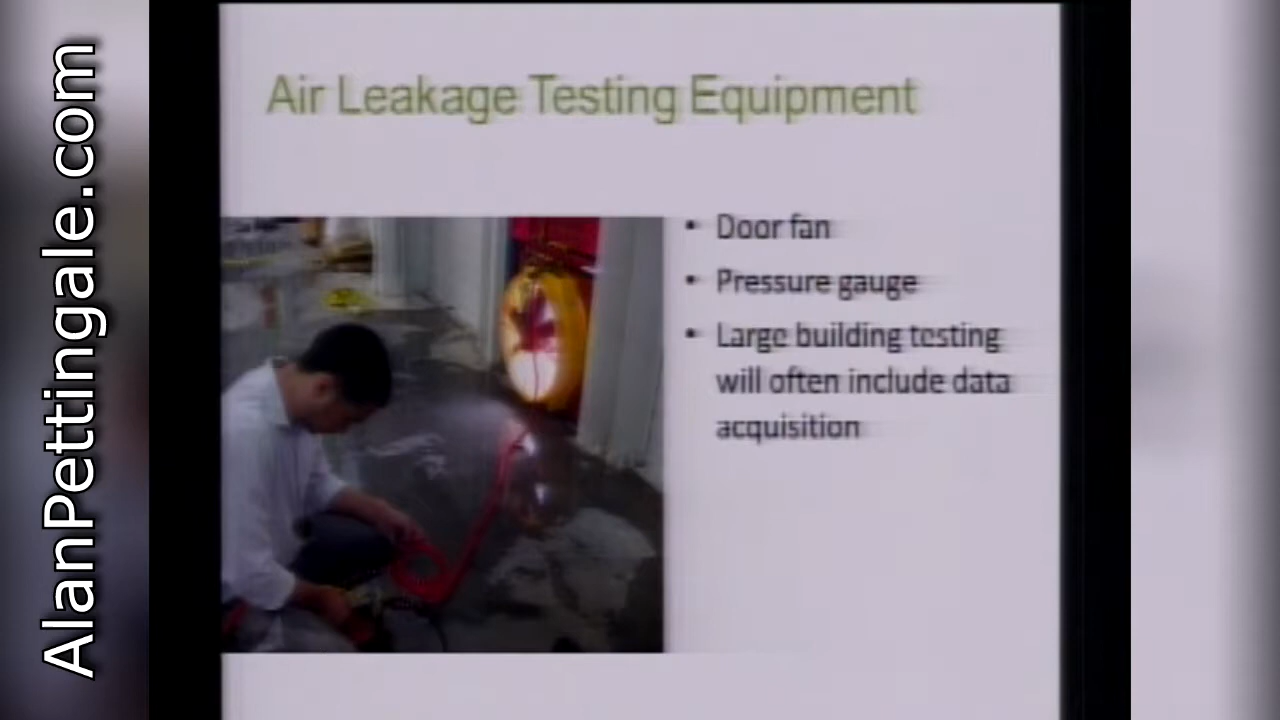 AlanPettingale.com
Air Leakage Testing Equipment
• Door fan
• Pressure gauge
• Large building testing
will often include data
acquisition